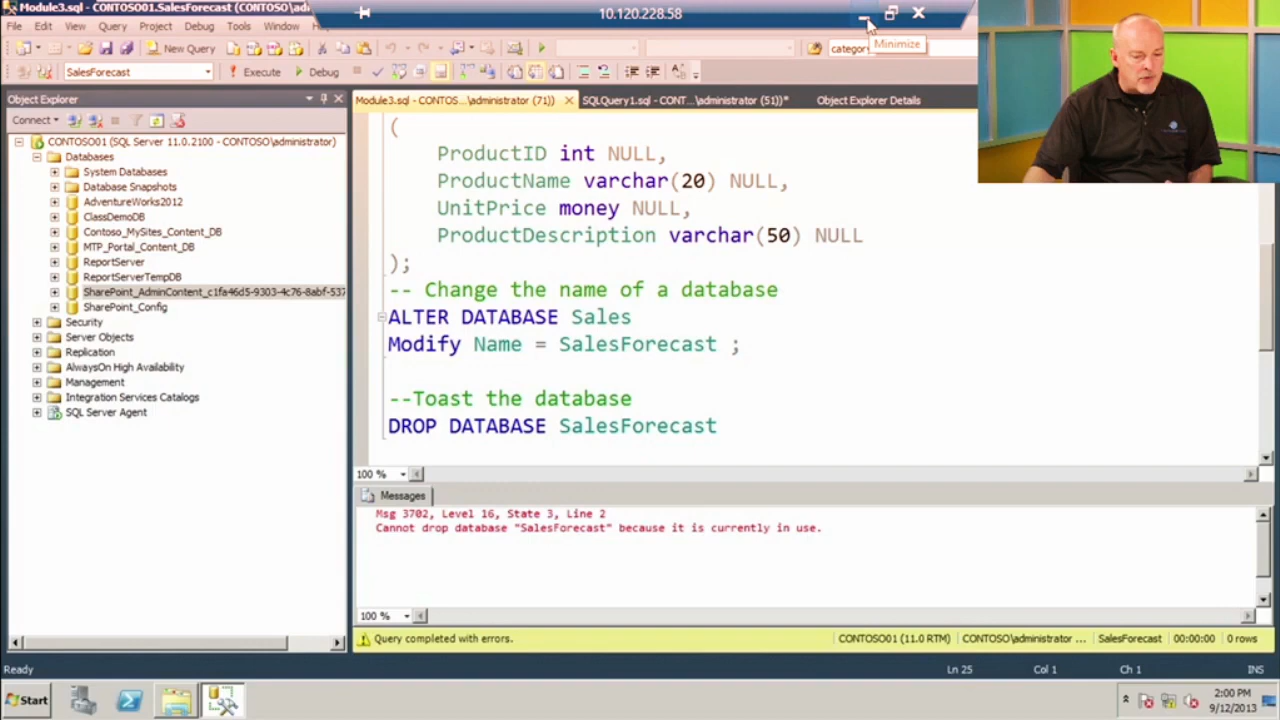 Module3.sql - CONTOSO01.SalesForecast (CONTOSO\admi
10.120.228.58
File Edit View Query Project Debug Tools Window
Minimize
New Query
category
SalesForecast
Execute
Debug
Object Explorer
Connect
CONTOSO01 (SQL Server 11.0.2100 - CONTOSO\administrator)
Databases
System Databases
Database Snapshots
AdventureWorks2012
ClassDemoDB
Contoso_MySites_Content_DB
MTP_Portal_Content_DB
ReportServer
ReportServerTempDB
SharePoint_AdminContent_c1fa46d5-9303-4c76-8abf-537
SharePoint_Config
Security
Server Objects
Replication
AlwaysOn High Availability
Management
Integration Services Catalogs
SQL Server Agent
Module3.sql - CONTOS...\administrator (71))
SQLQuery1.sql - CONT...\administrator (51))*
Object Explorer Details
(
ProductID int NULL,
ProductName varchar(20) NULL,
UnitPrice money NULL,
ProductDescription varchar(50) NULL
);
-- Change the name of a database
ALTER DATABASE Sales
Modify Name = SalesForecast ;
--Toast the database
DROP DATABASE SalesForecast
100 %
Messages
Msg 3702, Level 16, State 3, Line 2
Cannot drop database "SalesForecast" because it is currently in use.
100 %
Query completed with errors.
CONTOSO01 (11.0 RTM)
CONTOSO\administrator ...
SalesForecast
00:00:00
0 rows
Ready
Ln 25
Col 1
Ch 1
INS
Start
2:00 PM
9/12/2013